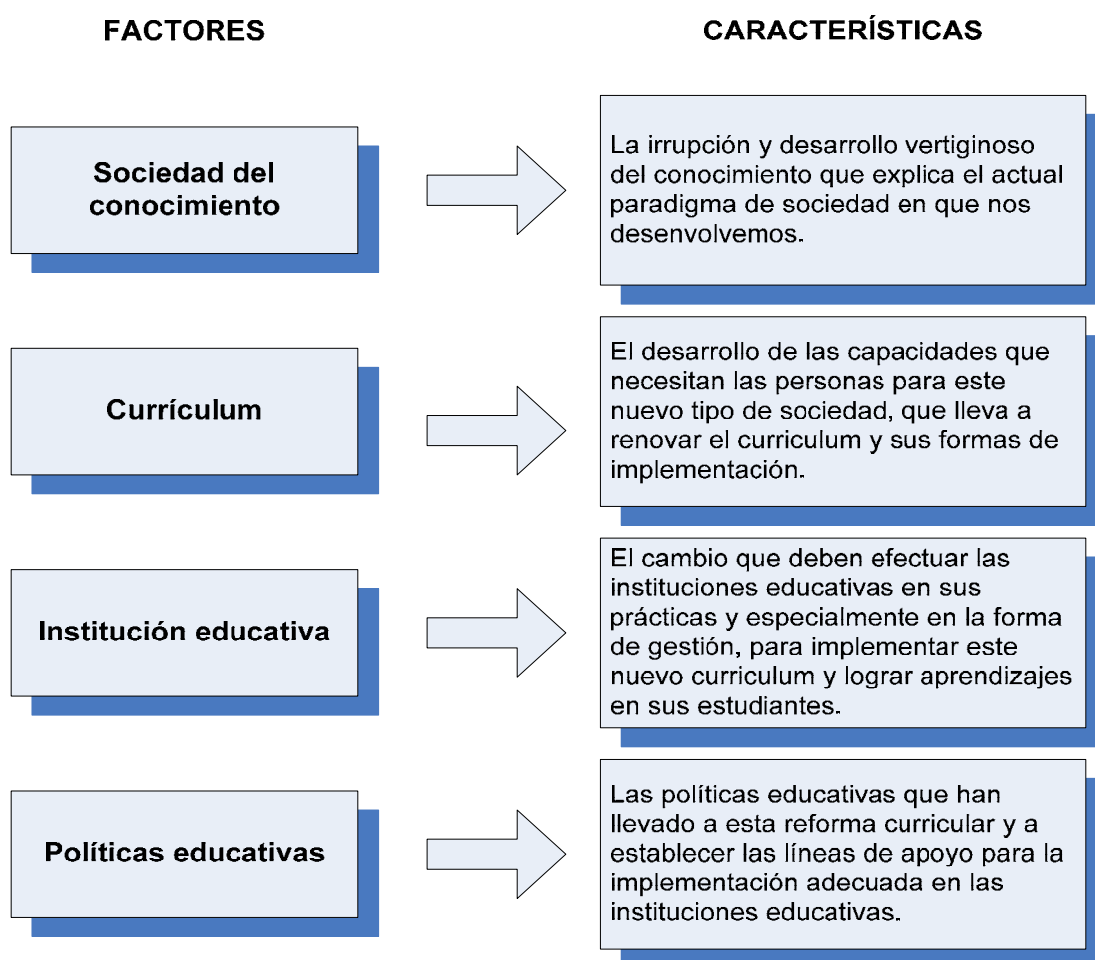 FACTORES
CARACTERÍSTICAS
Sociedad del
conocimiento
La irrupción y desarrollo vertiginoso
del conocimiento que explica el actual
paradigma de sociedad en que nos
desenvolvemos.
Currículum
El desarrollo de las capacidades que
necesitan las personas para este
nuevo tipo de sociedad, que lleva a
renovar el curriculum y sus formas de
implementación.
Institución educativa
El cambio que deben efectuar las
instituciones educativas en sus
prácticas y especialmente en la forma
de gestión, para implementar este
nuevo curriculum y lograr aprendizajes
en sus estudiantes.
Políticas educativas
Las políticas educativas que han
llevado a esta reforma curricular y a
establecer las líneas de apoyo para la
implementación adecuada en las
instituciones educativas.